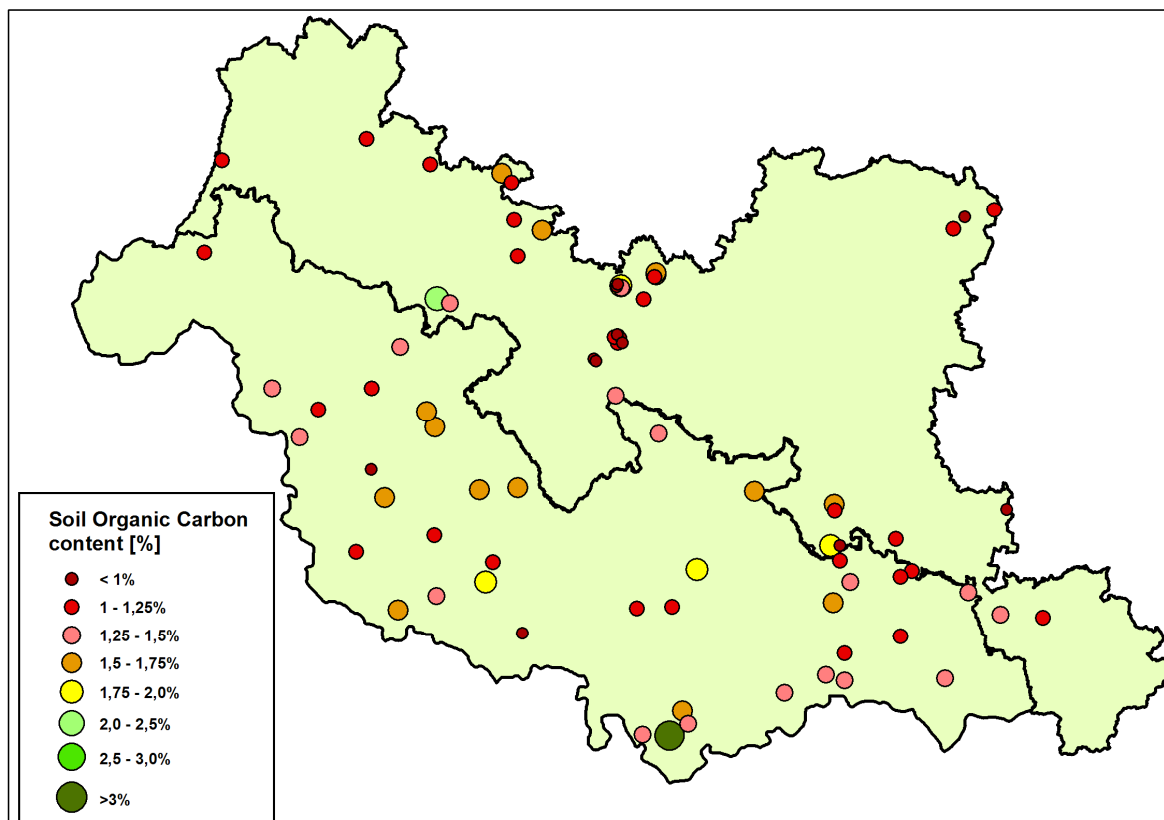 Soil Organic Carbon
content [%]
< 1%
1 - 1,25%
1,25 - 1,5%
1,5 - 1,75%
1,75 - 2,0%
2,0 - 2,5%
2,5 - 3,0%
>3%